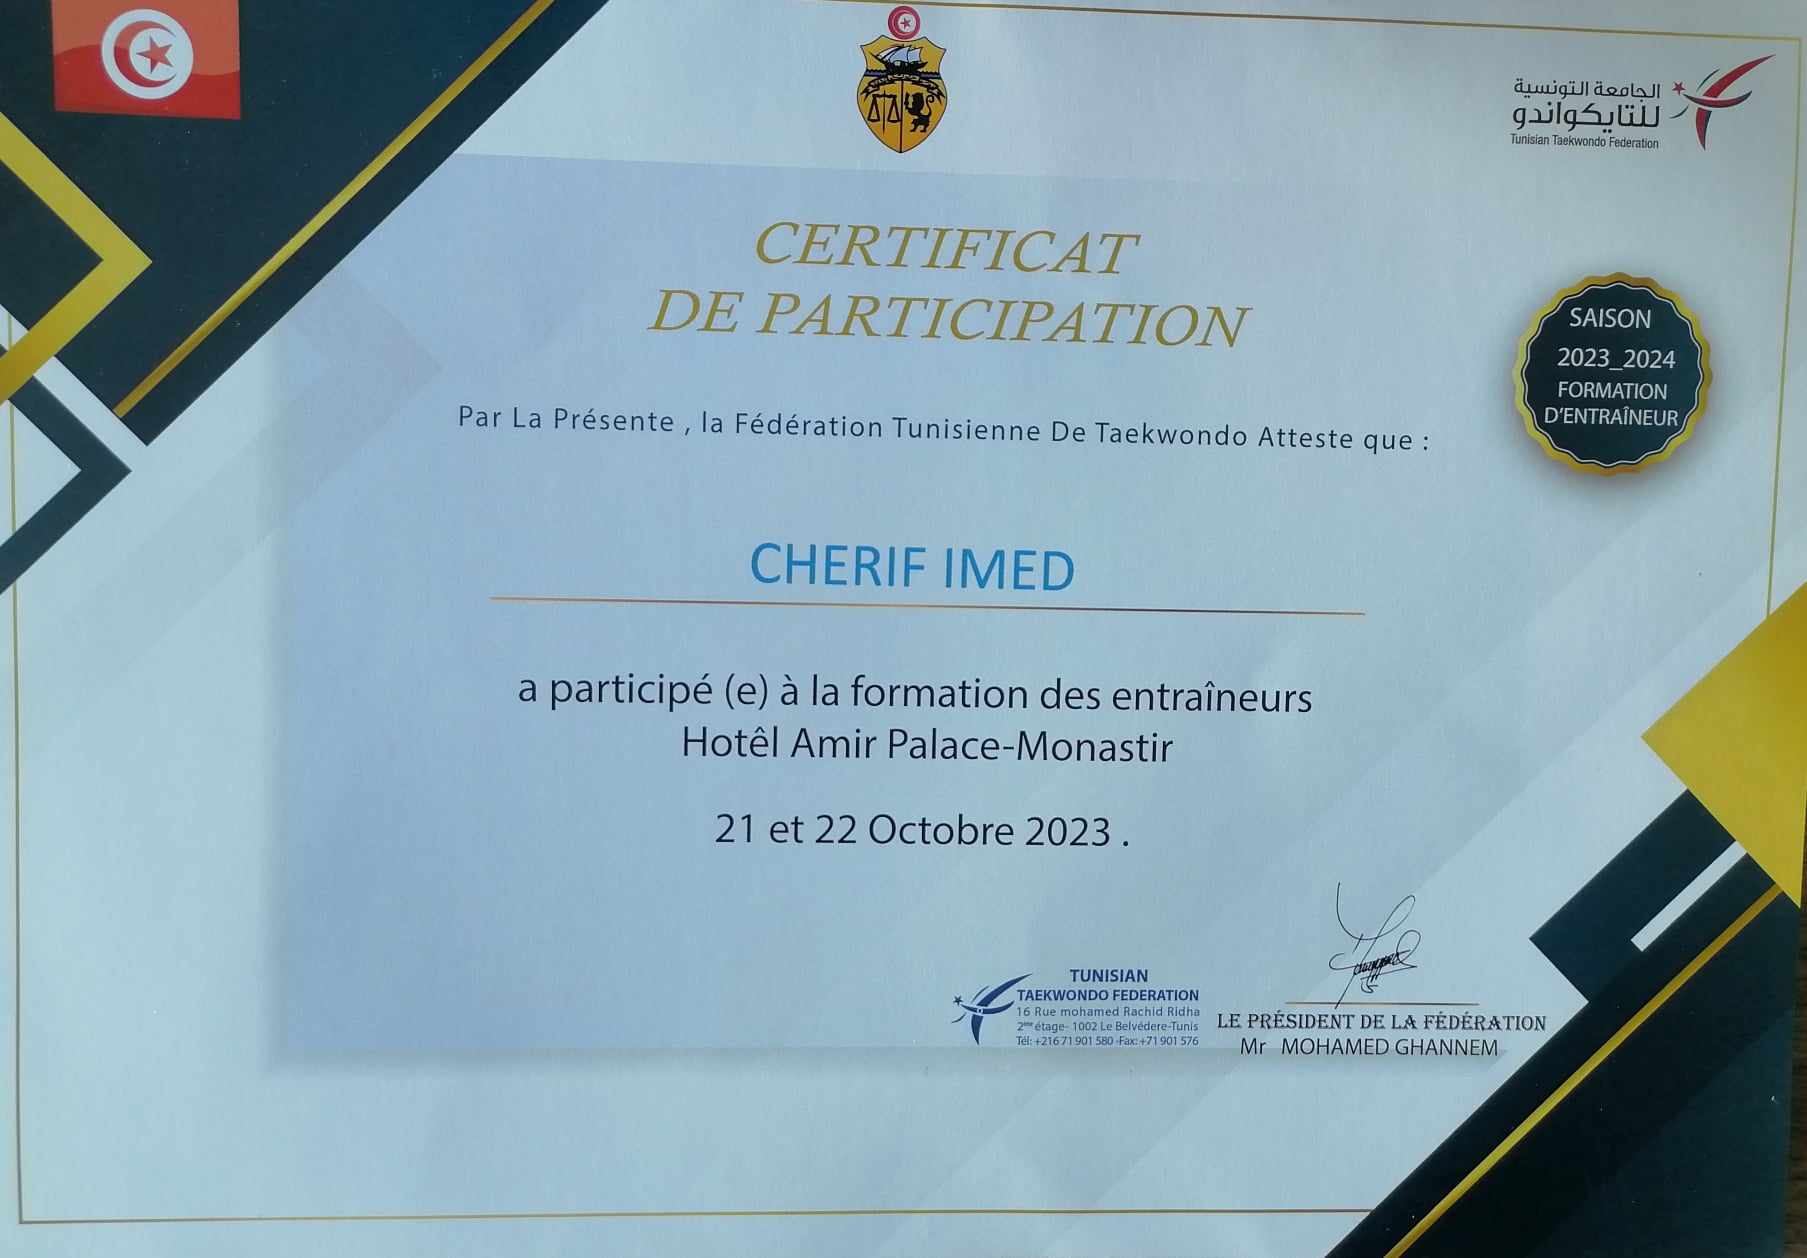 الجامعة التونسية
للتايكواندو
Tunisian Taekwondo Federation
CERTIFICAT
DE PARTICIPATION
SAISON
2023_2024
FORMATION
D'ENTRAÎNEUR
Par La Présente , la Fédération Tunisienne De Taekwondo Atteste que :
CHERIF IMED
a participé (e) à la formation des entraîneurs
Hotêl Amir Palace-Monastir
21 et 22 Octobre 2023 .
TUNISIAN
TAEKWONDO FEDERATION
16 Rue mohamed Rachid Ridha
2ème étage- 1002 Le Belvédere-Tunis
Tél: +216 71 901 580 -Fax: +71 901 576
LE PRÉSIDENT DE LA FÉDÉRATION
Mr MOHAMED GHANNEM